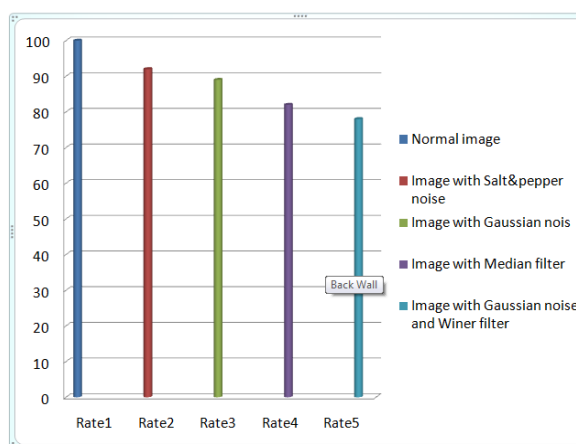 100
90
80
70
60
50
40
30
20
10
0
Rate1 Rate2 Rate3 Rate4 Rate5
Normal image
Image with Salt&pepper
noise
Image with Gaussian nois
Image with Median filter
Image with Gaussian noise
and Winer filter
Back Wall